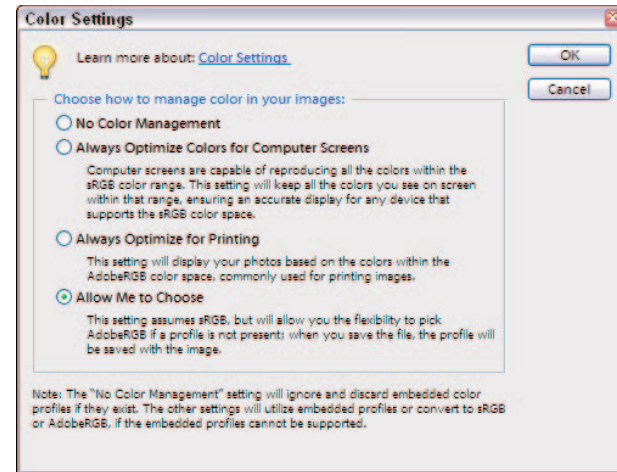 Color Settings
Learn more about: Color Settings
OK
Cancel
Choose how to manage color in your images:
No Color Management
Always Optimize Colors for Computer Screens
Computer screens are capable of reproducing all the colors within the
sRGB color range. This setting will keep all the colors you see on screen
within that range, ensuring an accurate display for any device that
supports the sRGB color space.
Always Optimize for Printing
This setting will display your photos based on the colors within the
AdobeRGB color space, commonly used for printing images.
Allow Me to Choose
This setting assumes sRGB, but will allow you the flexibility to pick
AdobeRGB if a profile is not present; when you save the file, the profile will
be saved with the image.
Note: The "No Color Management" setting will ignore and discard embedded color
profiles if they exist. The other settings will utilize embedded profiles or convert to sRGB
or AdobeRGB, if the embedded profiles cannot be supported.